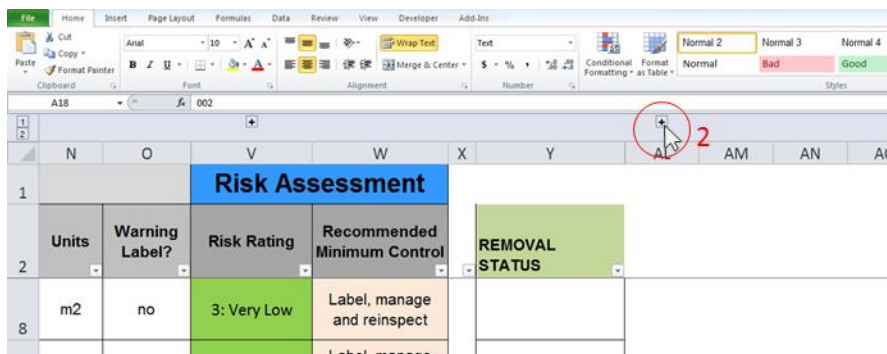 File Home Insert Page Layout Formulas Data Review View Developer Add-Ins
Cut
Copy
Format Painter
Paste
Clipboard
Arial 10 A A
B I U A
Font
Wrap Text
Merge & Center
Alignment
Text
$ % ,
Number
Conditional Formatting
Format as Table
Normal 2 Normal 3 Normal 4
Normal Bad Good
Styles
A18 fx 002
1
2
2
N O V W X Y AL AM AN
1 Risk Assessment
2
Units
Warning
Label?
Risk Rating
Recommended
Minimum Control
REMOVAL
STATUS
8
m2 no 3: Very Low
Label, manage
and reinspect
Label, manage